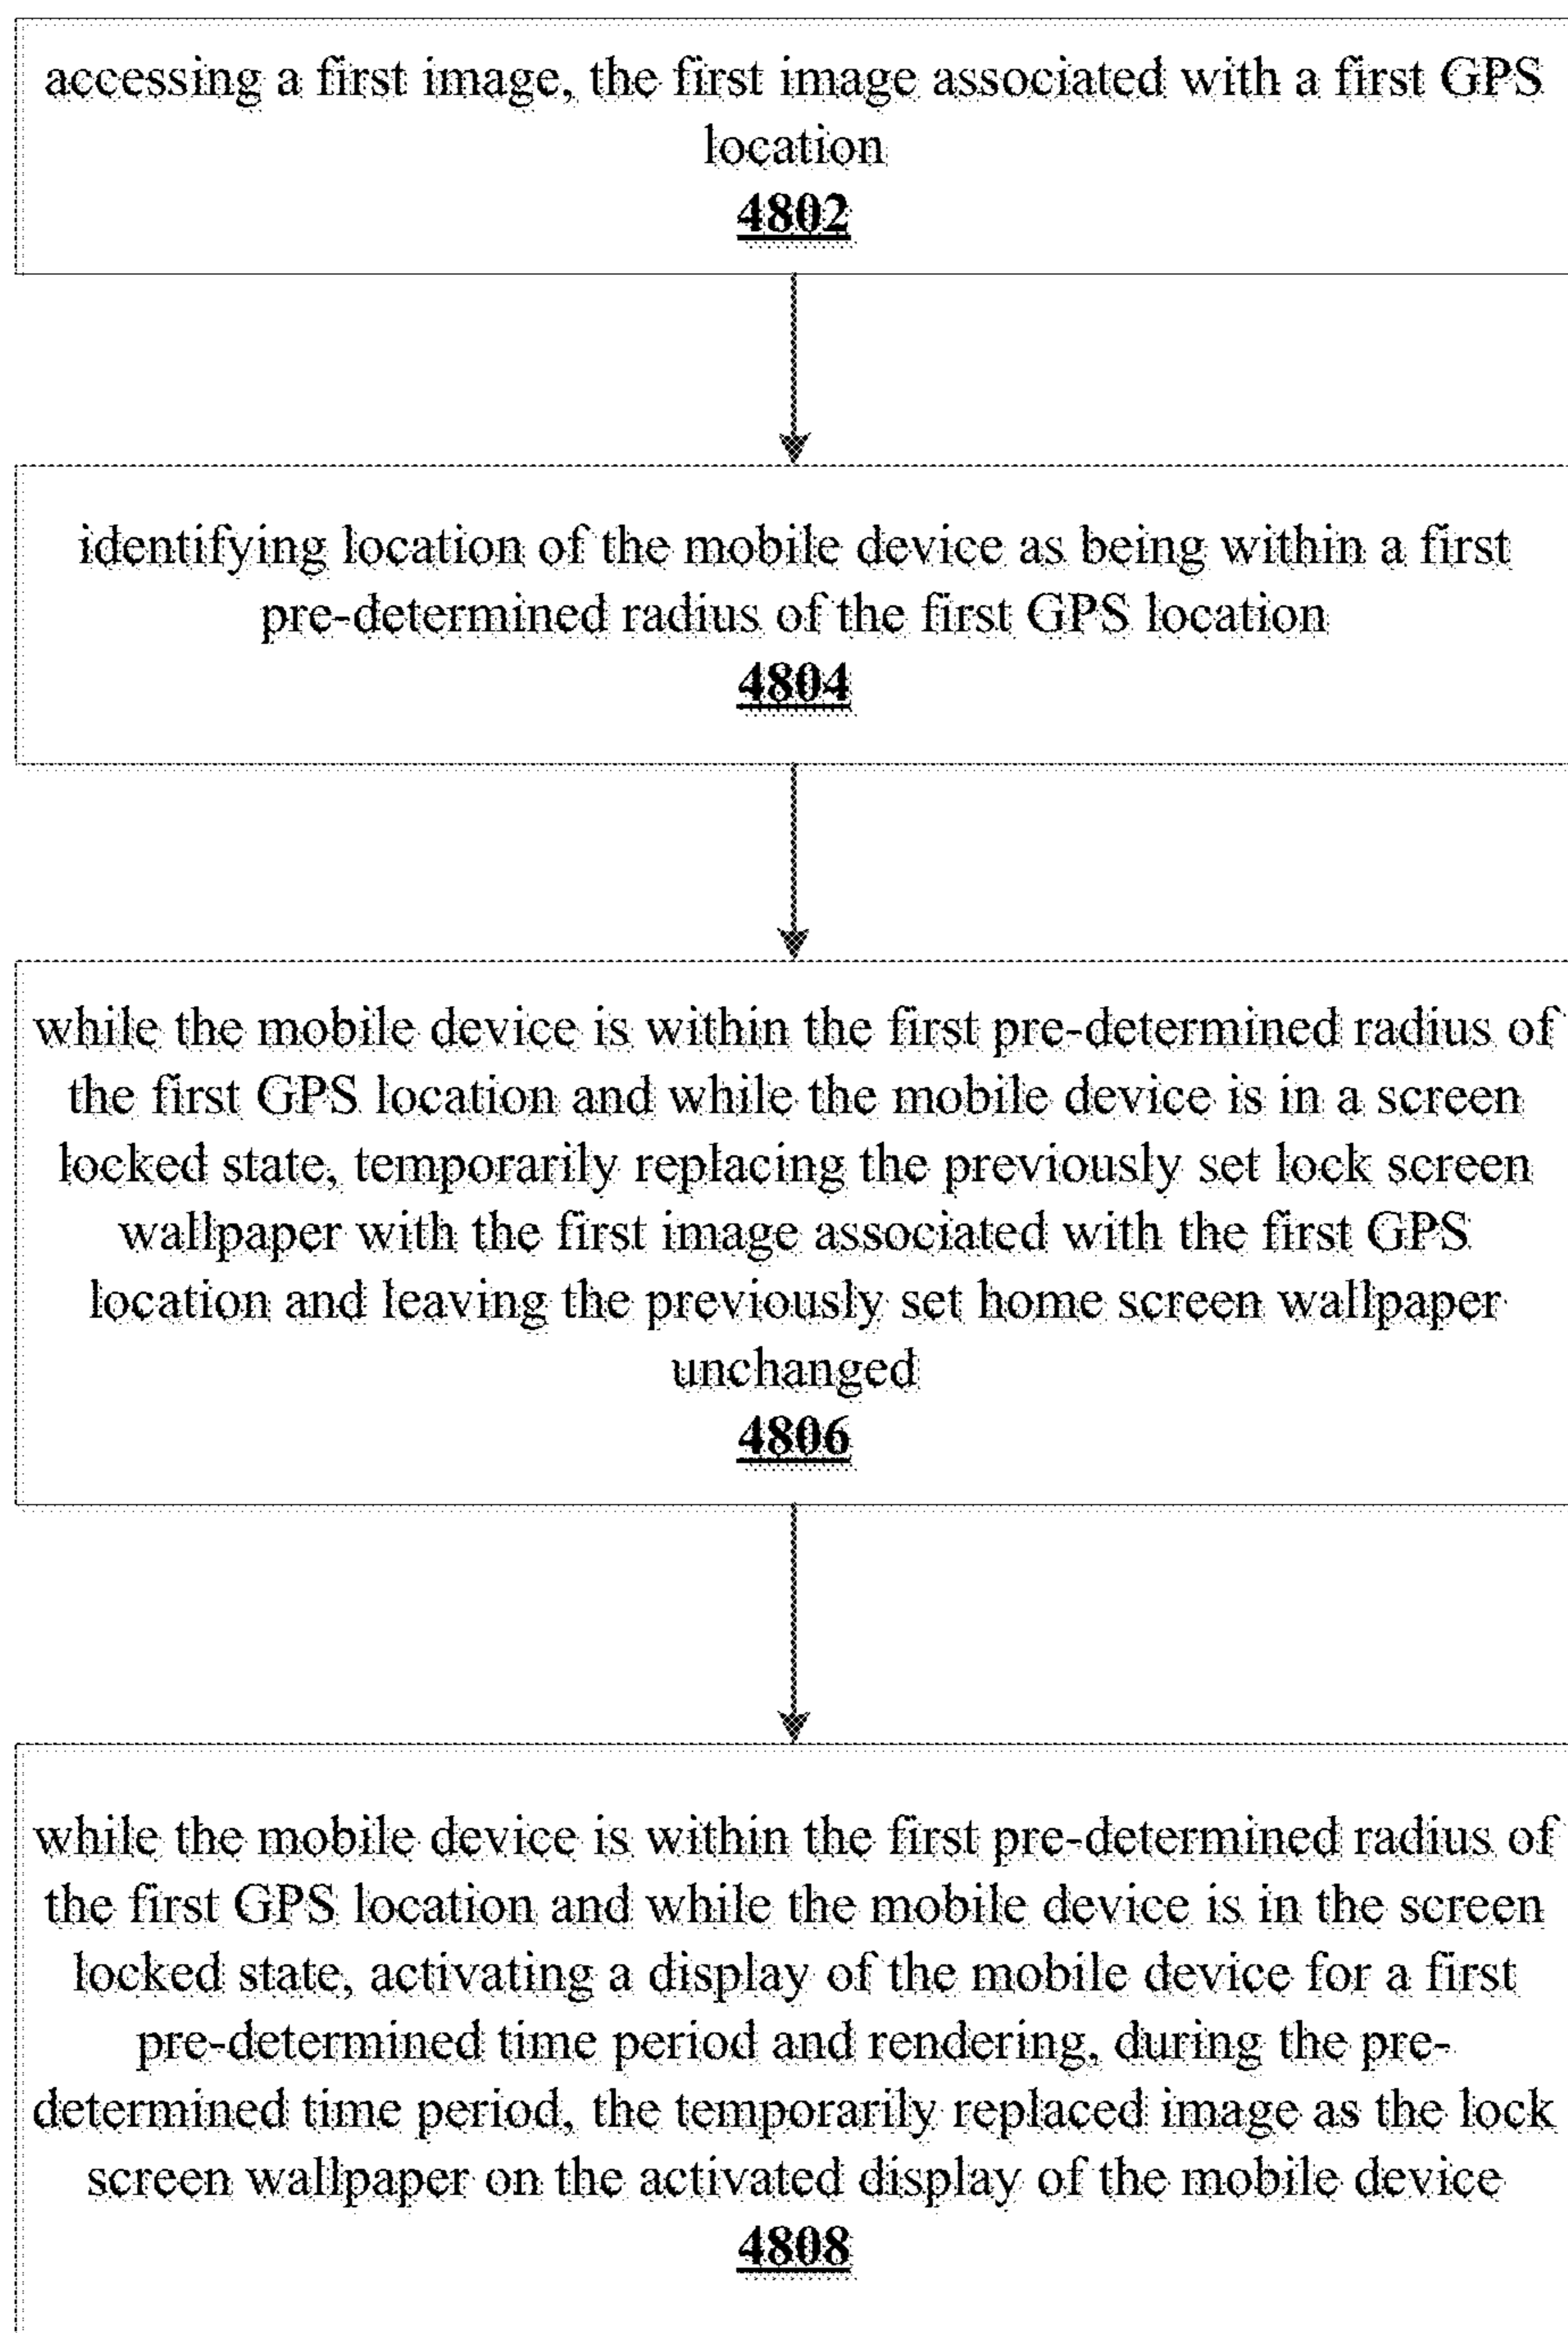 accessing a first image, the first image associated with a first GPS
location
4802
identifying location of the mobile device as being within a first
pre-determined radius of the first GPS location
4804
while the mobile device is within the first pre-determined radius of
the first GPS location and while the mobile device is in a screen
locked state, temporarily replacing the previously set lock screen
wallpaper with the first image associated with the first GPS
location and leaving the previously set home screen wallpaper
unchanged
4806
while the mobile device is within the first pre-determined radius of
the first GPS location and while the mobile device is in the screen
locked state, activating a display of the mobile device for a first
pre-determined time period and rendering, during the pre-
determined time period, the temporarily replaced image as the lock
screen wallpaper on the activated display of the mobile device
4808